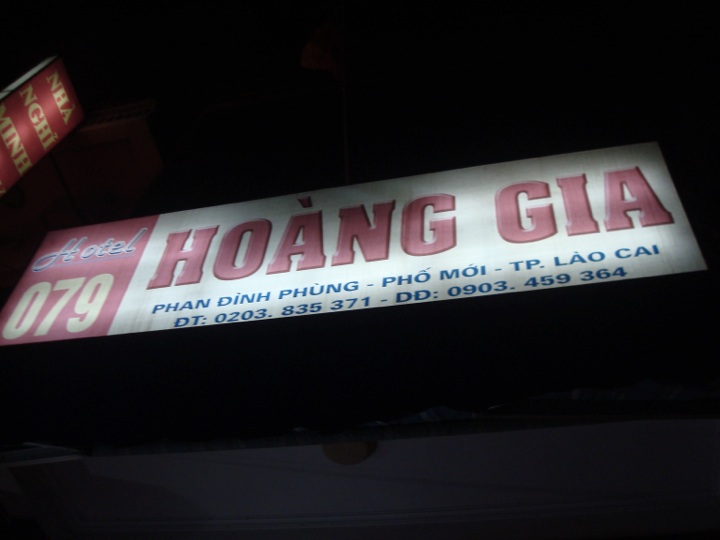 NHÀ
NGHỈ
MINH
Hotel
079
HOÀNG GIA
PHAN ĐÌNH PHÙNG - PHỐ MỚI - TP. LÀO CAI
ĐT: 0203. 835 371 - DĐ: 0903. 459 364